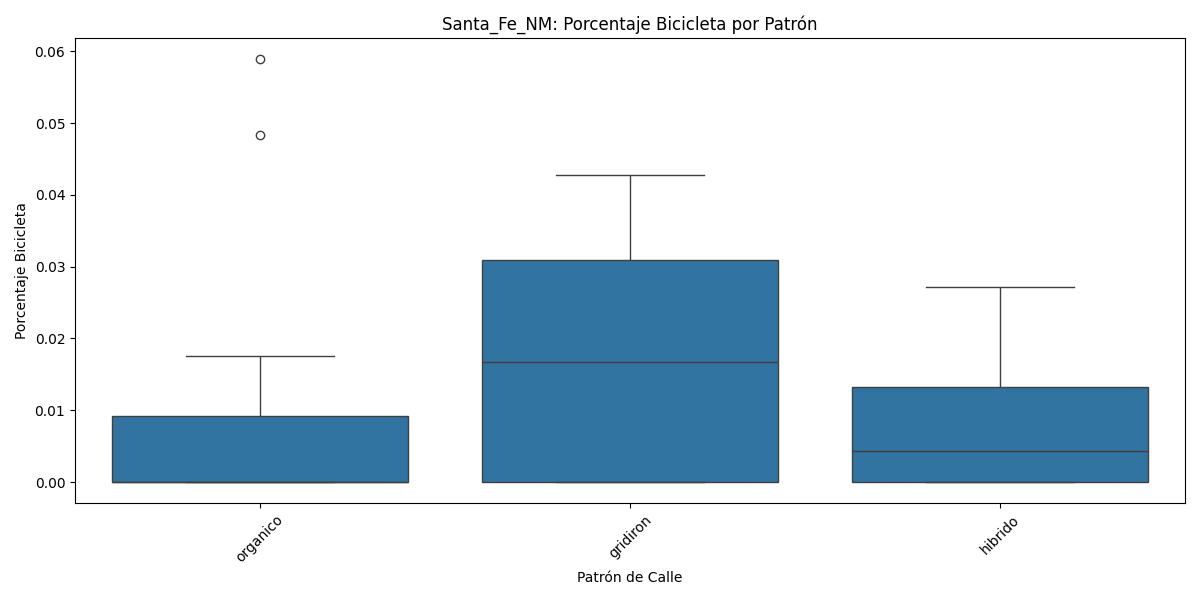 Santa_Fe_NM: Porcentaje Bicicleta por Patrón
Porcentaje Bicicleta
0.06
0.05
0.04
0.03
0.02
0.01
0.00
organico
gridiron
hibrido
Patrón de Calle